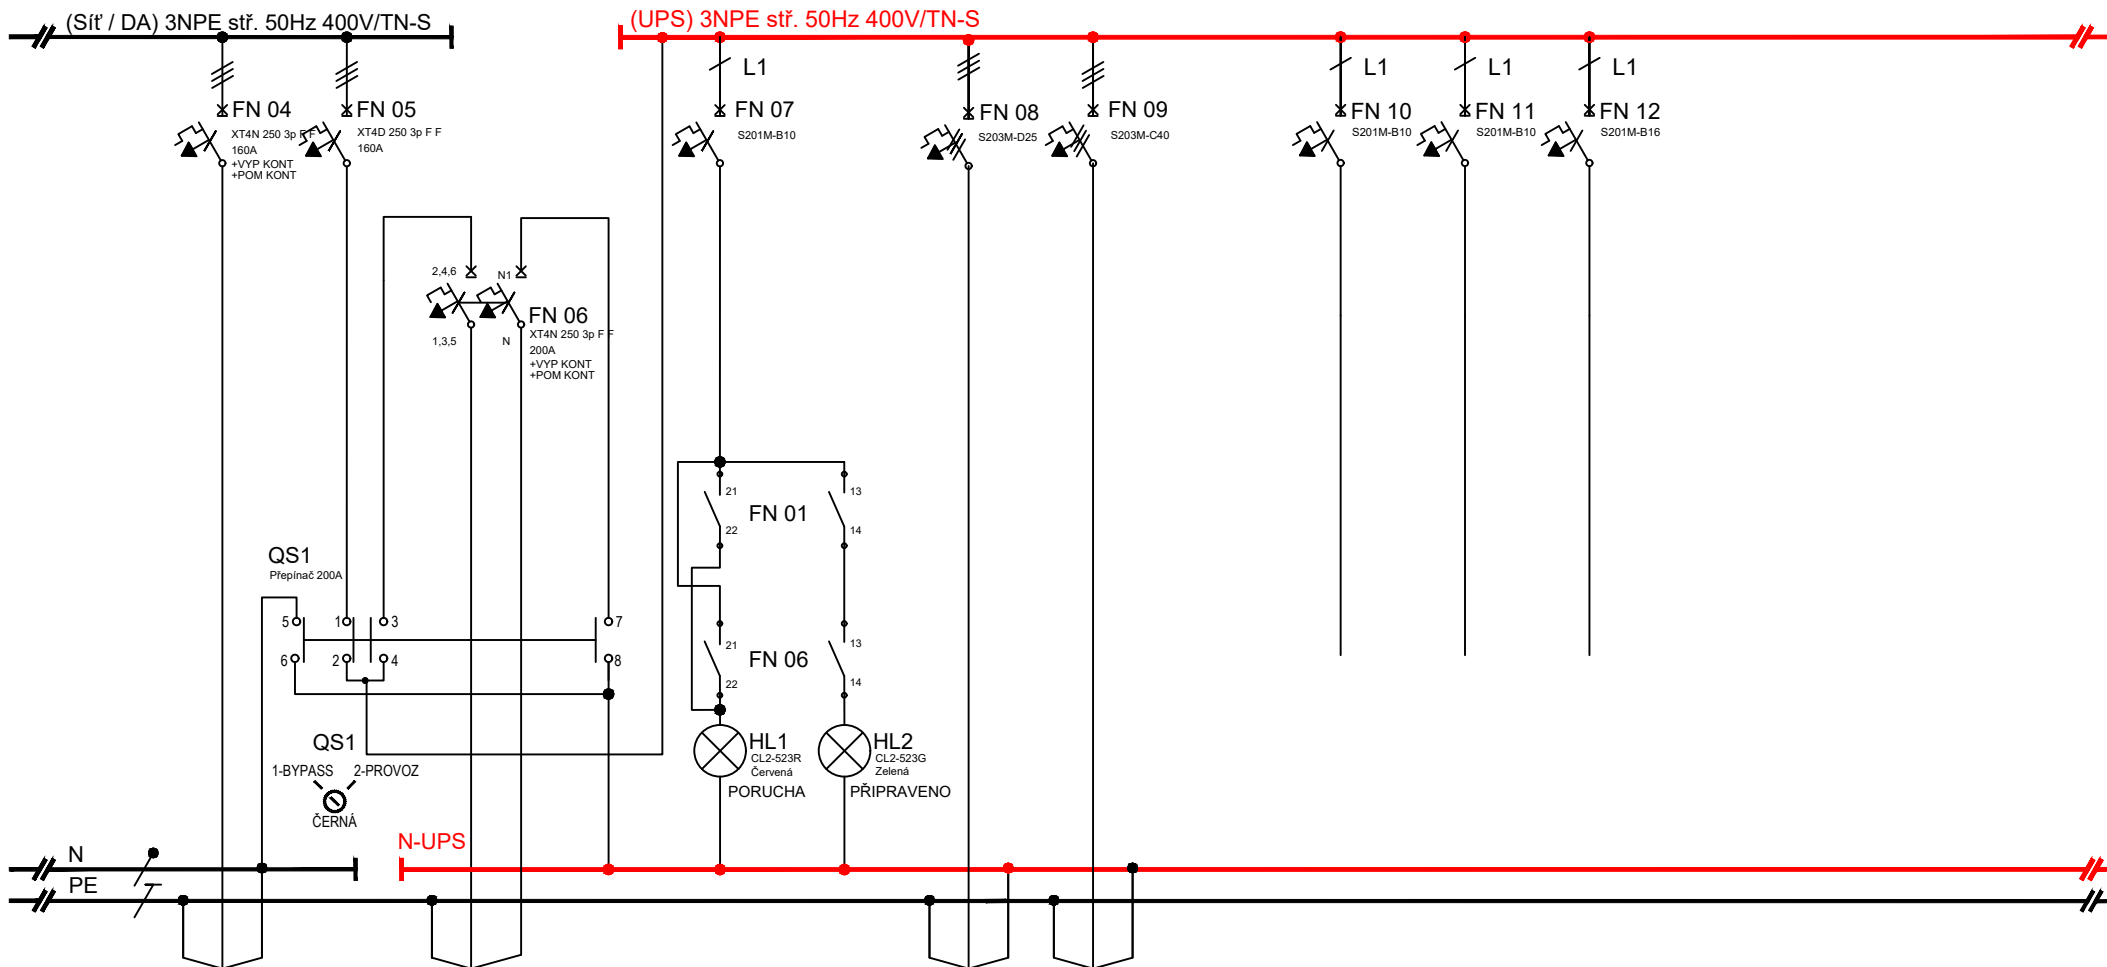 (Síť / DA) 3NPE stř. 50Hz 400V/TN-S
(UPS) 3NPE stř. 50Hz 400V/TN-S
L1
L1
L1
L1
FN 04
XT4N 250 3p F F
160A
+VYP KONT
+POM KONT
FN 05
XT4D 250 3p F F
160A
FN 07
S201M-B10
FN 08
S203M-D25
FN 09
S203M-C40
FN 10
S201M-B10
FN 11
S201M-B10
FN 12
S201M-B16
2,4,6
N1
FN 06
XT4N 250 3p F F
200A
+VYP KONT
+POM KONT
1,3,5
N
21
22
FN 01
13
14
QS1
Přepínač 200A
5
1
3
7
6
2
4
8
21
22
FN 06
13
14
QS1
1-BYPASS
2-PROVOZ
ČERNÁ
HL1
CL2-523R
Červená
PORUCHA
HL2
CL2-523G
Zelená
PŘIPRAVENO
N
N-UPS
PE